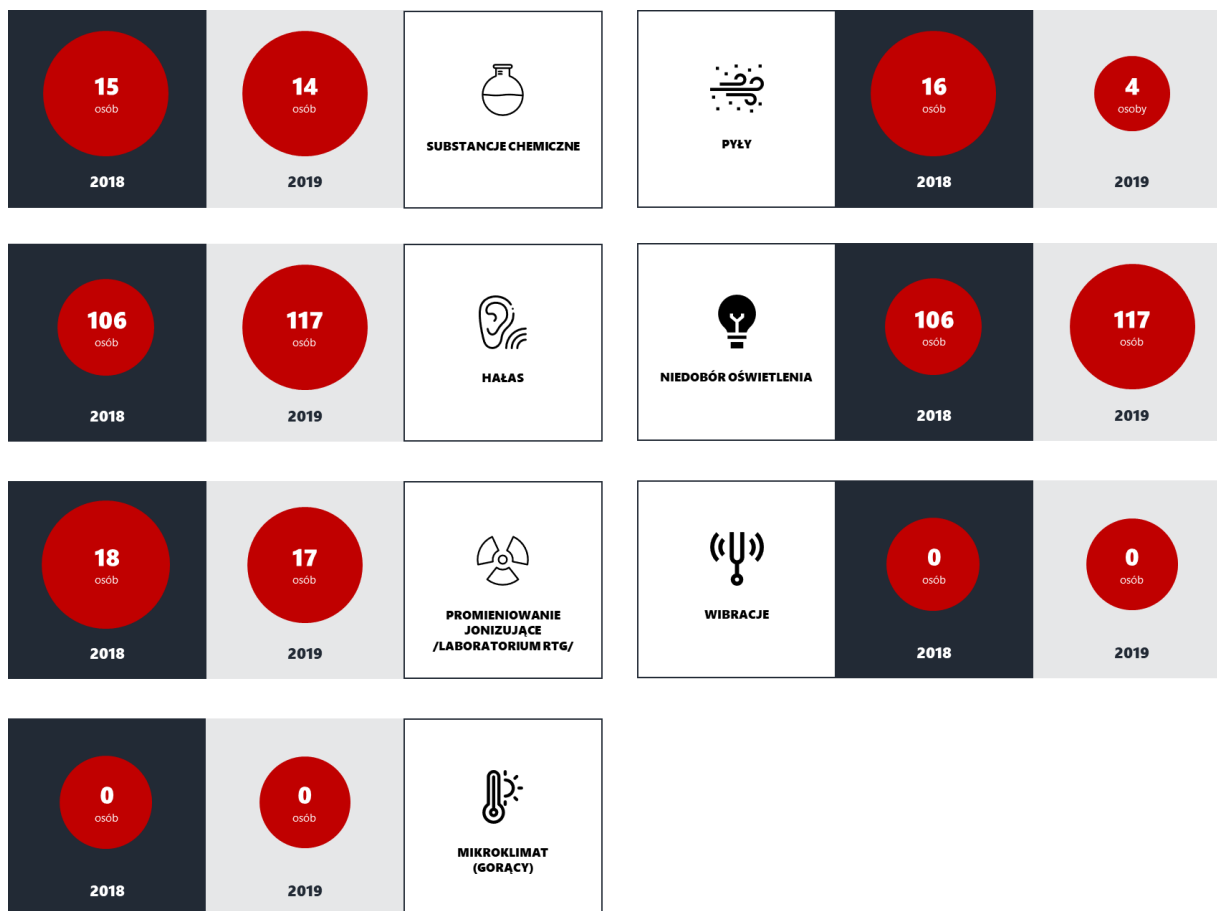 15
osób
2018
14
osób
2019
SUBSTANCJE CHEMICZNE
PYŁY
16
osób
2018
4
osoby
2019
106
osób
2018
117
osób
2019
HAŁAS
NIEDOBÓR OŚWIETLENIA
106
osób
2018
117
osób
2019
18
osób
2018
17
osób
2019
PROMIENIOWANIE
JONIZUJĄCE
/LABORATORIUM RTG/
WIBRACJE
0
osób
2018
0
osób
2019
0
osób
2018
0
osób
2019
MIKROKLIMAT
(GORĄCY)